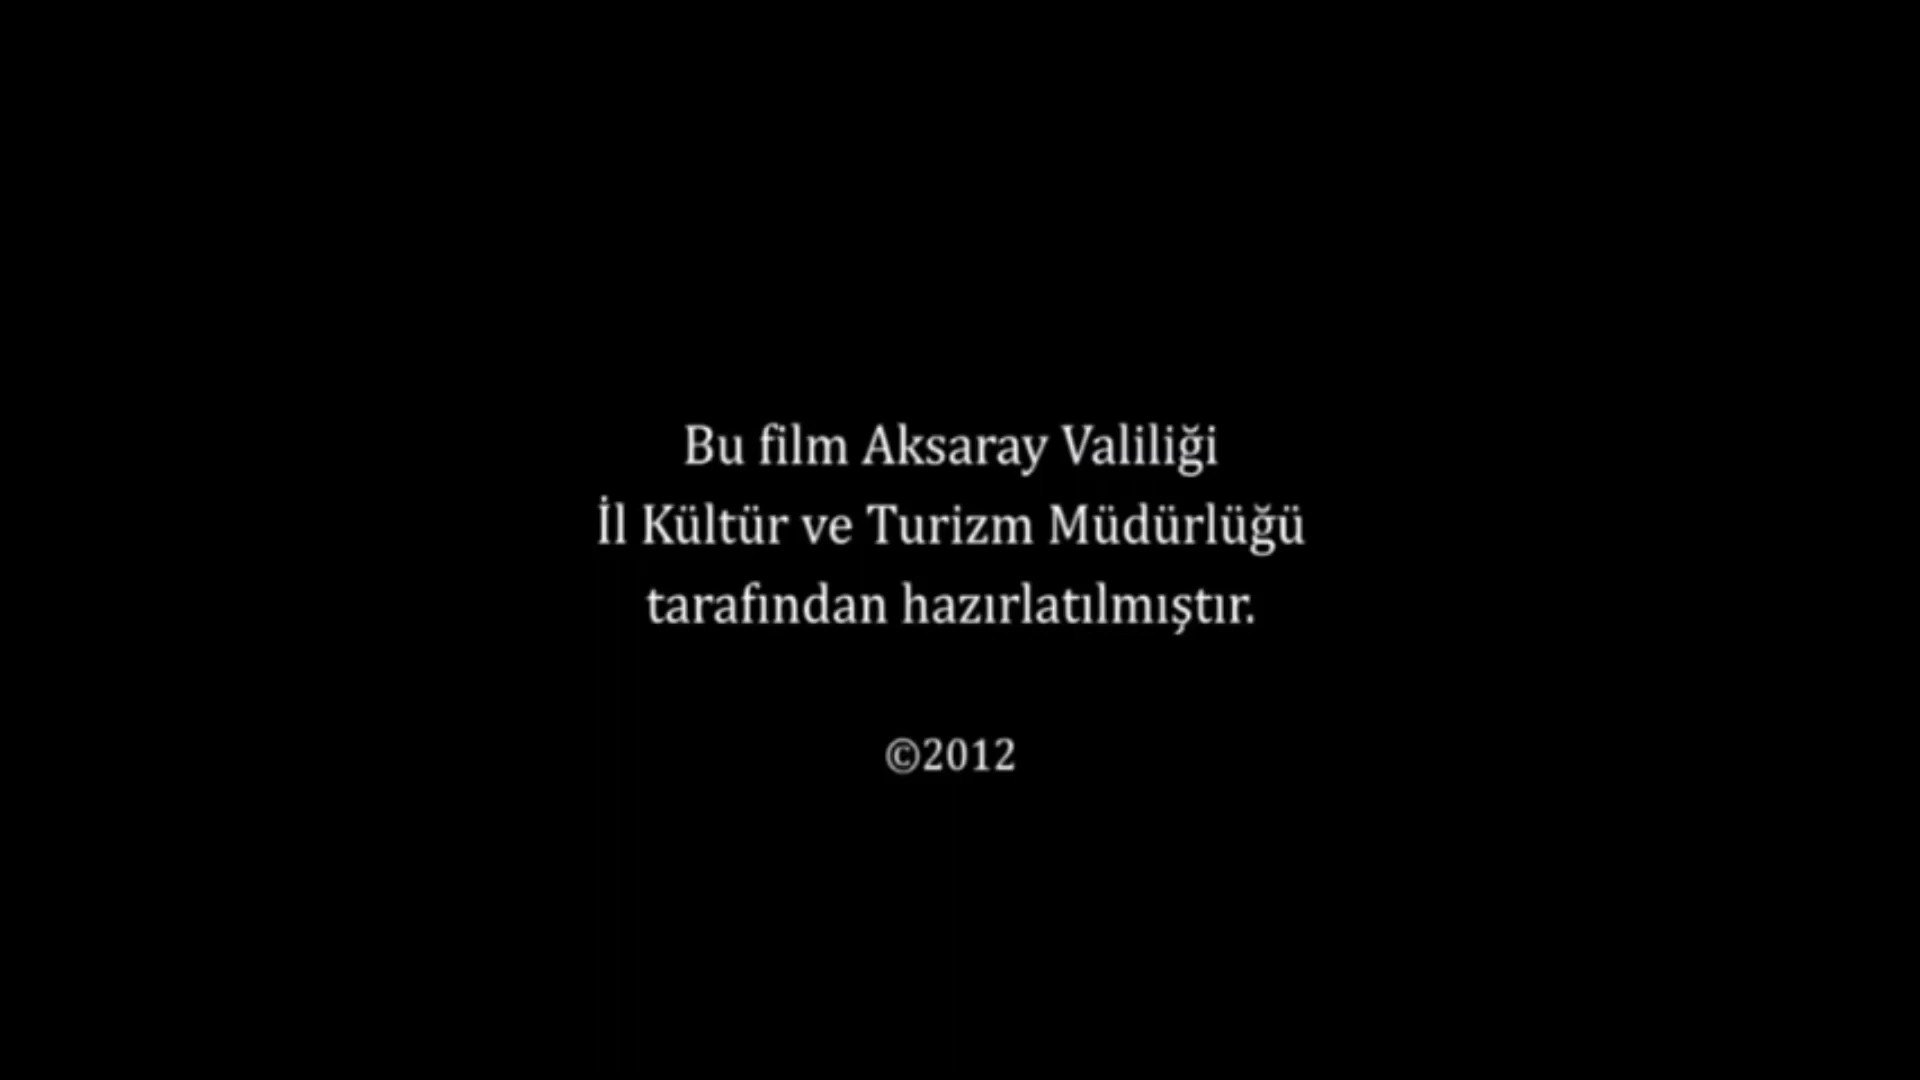 Bu film Aksaray Valiliği
İl Kültür ve Turizm Müdürlüğü
tarafından hazırlatılmıştır.
©2012